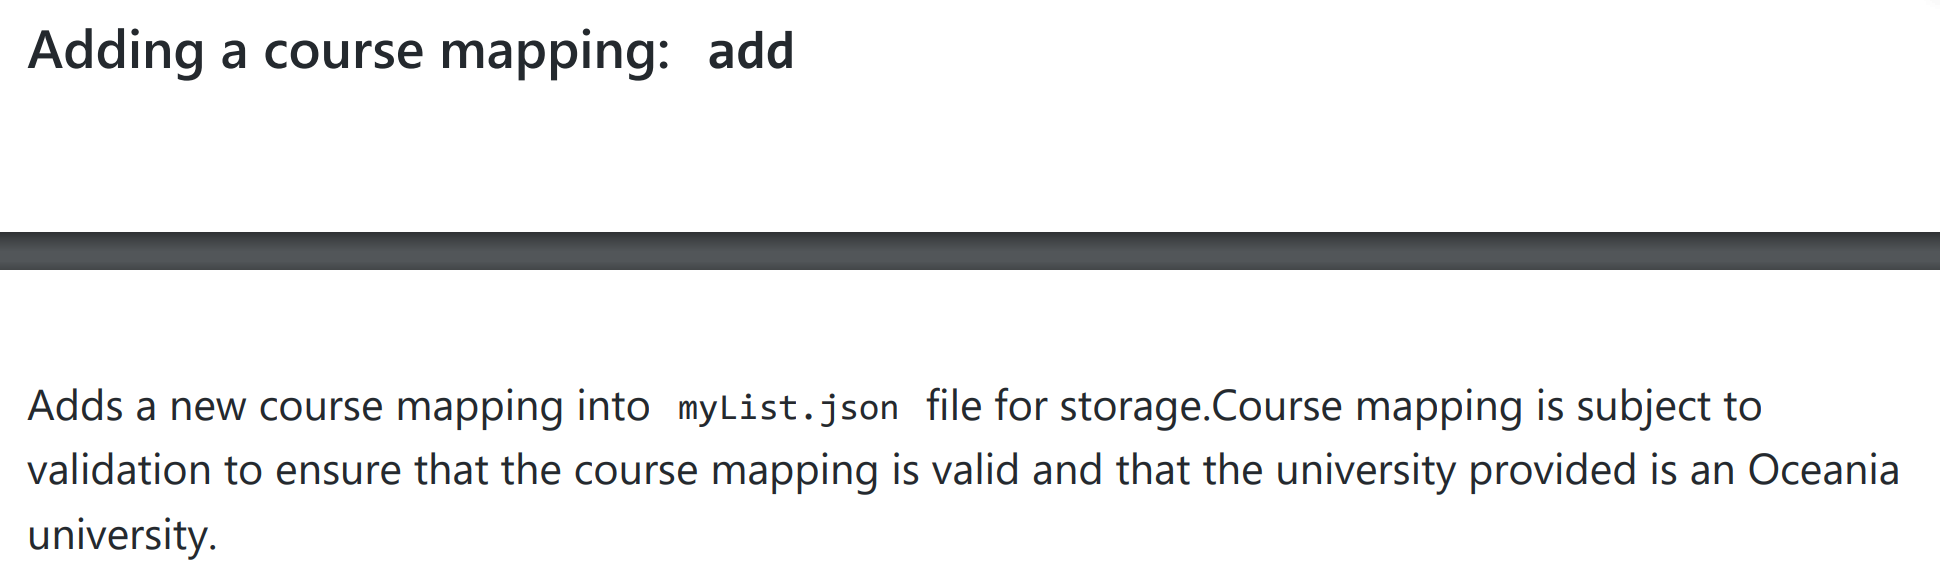 Adding a course mapping: add
Adds a new course mapping into myList.json file for storage.Course mapping is subject to
validation to ensure that the course mapping is valid and that the university provided is an Oceania
university.